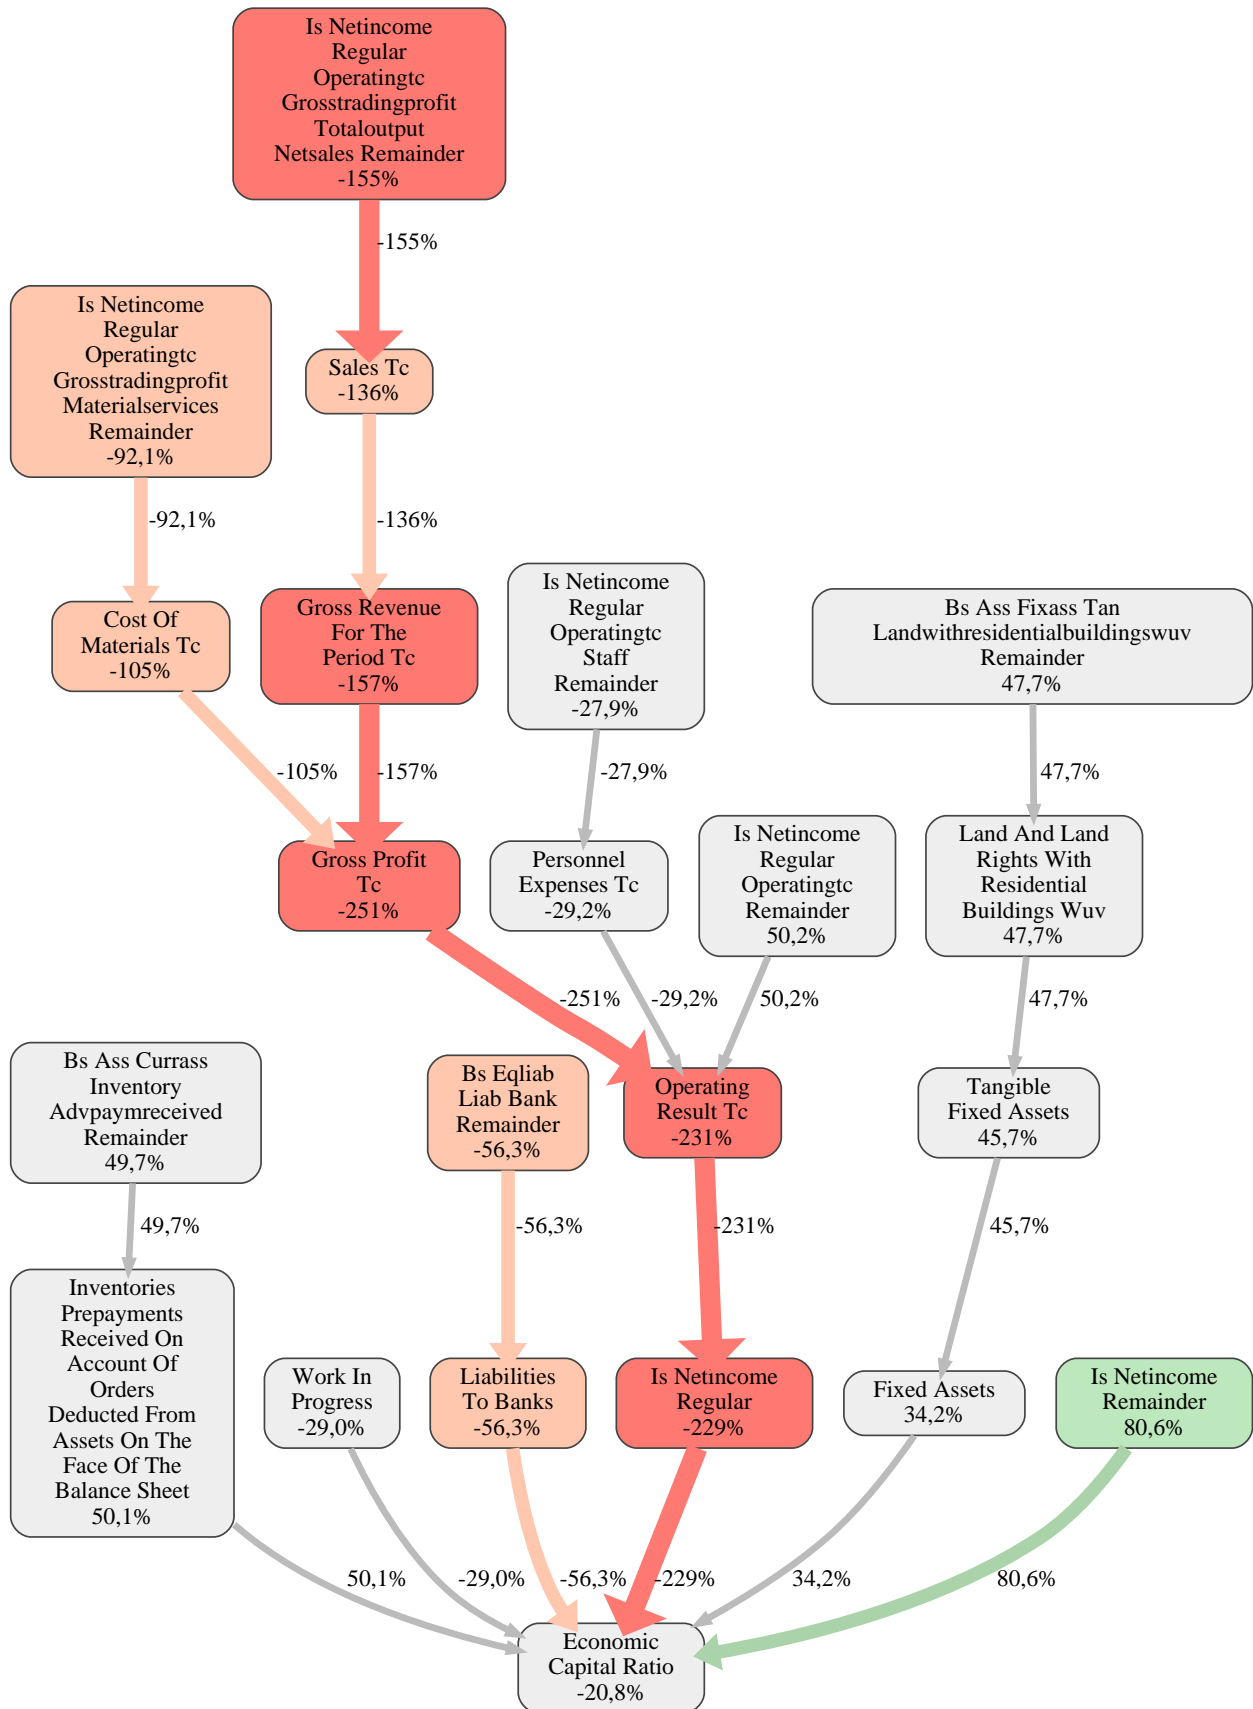 Is Netincome
Regular
Operatingtc
Grosstradingprofit
Totaloutput
Netsales Remainder
-155%
-155%
Is Netincome
Regular
Operatingtc
Grosstradingprofit
Materialservices
Remainder
-92,1%
Sales Tc
-136%
-92,1%
-136%
Cost Of
Materials Tc
-105%
Gross Revenue
For The
Period Tc
-157%
Is Netincome
Regular
Operatingtc
Staff
Remainder
-27,9%
Bs Ass Fixass Tan
Landwithresidentialbuildingswuv
Remainder
47,7%
-105%
-157%
-27,9%
47,7%
Gross Profit
Tc
-251%
Personnel
Expenses Tc
-29,2%
Is Netincome
Regular
Operatingtc
Remainder
50,2%
Land And Land
Rights With
Residential
Buildings Wuv
47,7%
-251%
-29,2%
50,2%
47,7%
Bs Ass Currass
Inventory
Advpaymreceived
Remainder
49,7%
Bs Eqliab
Liab Bank
Remainder
-56,3%
Operating
Result Tc
-231%
Tangible
Fixed Assets
45,7%
49,7%
-56,3%
-231%
45,7%
Inventories
Prepayments
Received On
Account Of
Orders
Deducted From
Assets On The
Face Of The
Balance Sheet
50,1%
Work In
Progress
-29,0%
Liabilities
To Banks
-56,3%
Is Netincome
Regular
-229%
Fixed Assets
34,2%
Is Netincome
Remainder
80,6%
50,1%
-29,0%
-56,3%
-229%
34,2%
80,6%
Economic
Capital Ratio
-20,8%